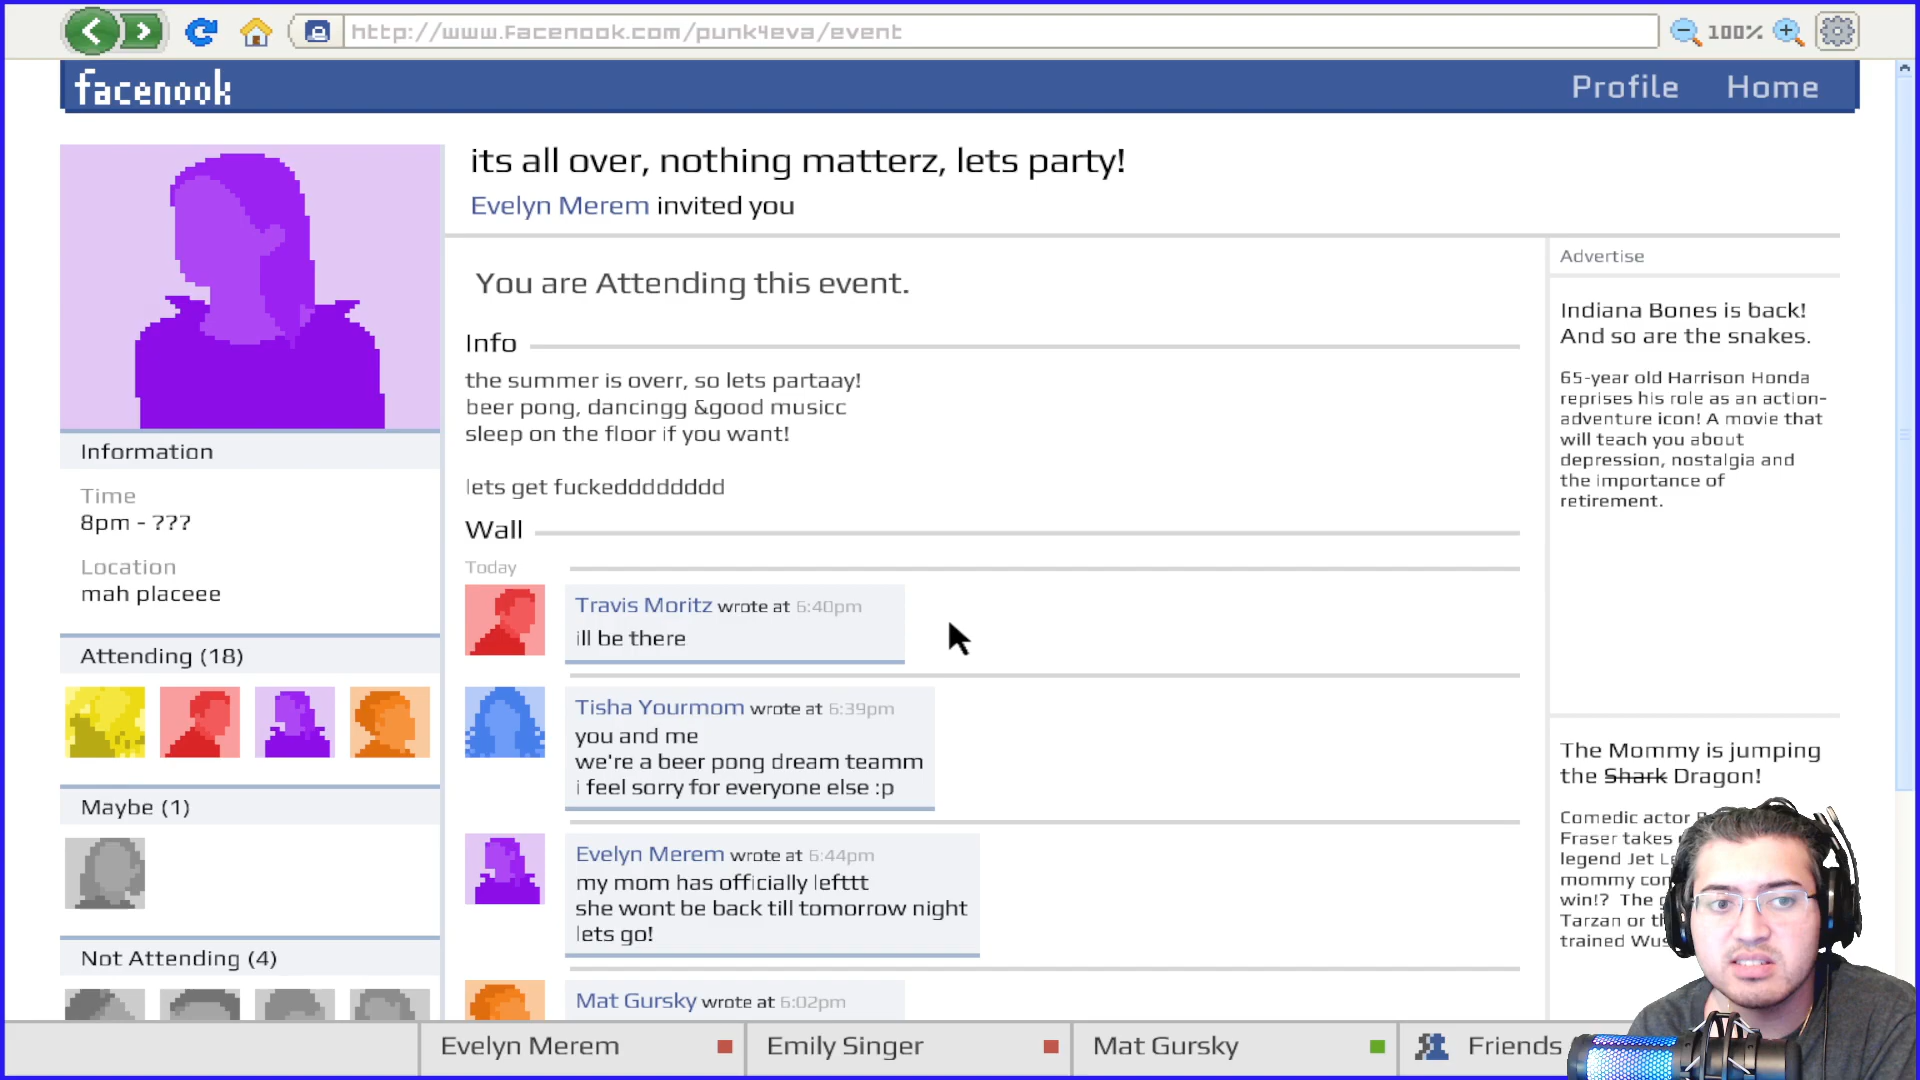 http://www.Facenook.com/punk4eva/event
100%
facenook
Profile
Home
its all over, nothing matterz, lets party!
Evelyn Merem invited you
You are Attending this event.
Info
the summer is overr, so lets partaay!
beer pong, dancingg &good musicc
sleep on the floor if you want!
lets get fuckedddddddd
Wall
Today
Travis Moritz wrote at 6:40pm
ill be there
Tisha Yourmom wrote at 6:39pm
you and me
we're a beer pong dream teamm
i feel sorry for everyone else :p
Evelyn Merem wrote at 6:44pm
my mom has officially lefttt
she wont be back till tomorrow night
lets go!
Mat Gursky wrote at 6:02pm
Information
Time
8pm - ???
Location
mah placeee
Attending (18)
Maybe (1)
Not Attending (4)
Advertise
Indiana Bones is back!
And so are the snakes.
65-year old Harrison Honda
reprises his role as an action-
adventure icon! A movie that
will teach you about
depression, nostalgia and
the importance of
retirement.
The Mommy is jumping
the Shark Dragon!
Comedic actor
Fraser takes
legend Jet
mommy
win!? The
Tarzan or
trained
Evelyn Merem
Emily Singer
Mat Gursky
Friends